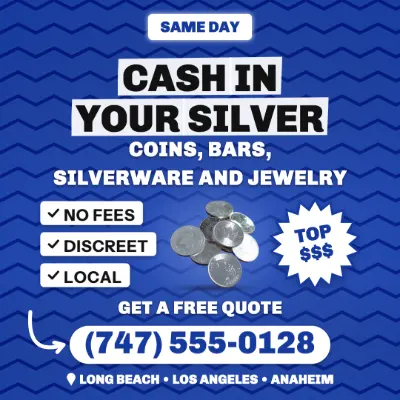 SAME DAY
CASH IN
YOUR SILVER
COINS, BARS,
SILVERWARE AND JEWELRY
NO FEES
DISCREET
LOCAL
TOP
$$$
GET A FREE QUOTE
(747) 555-0128
LONG BEACH • LOS ANGELES • ANAHEIM